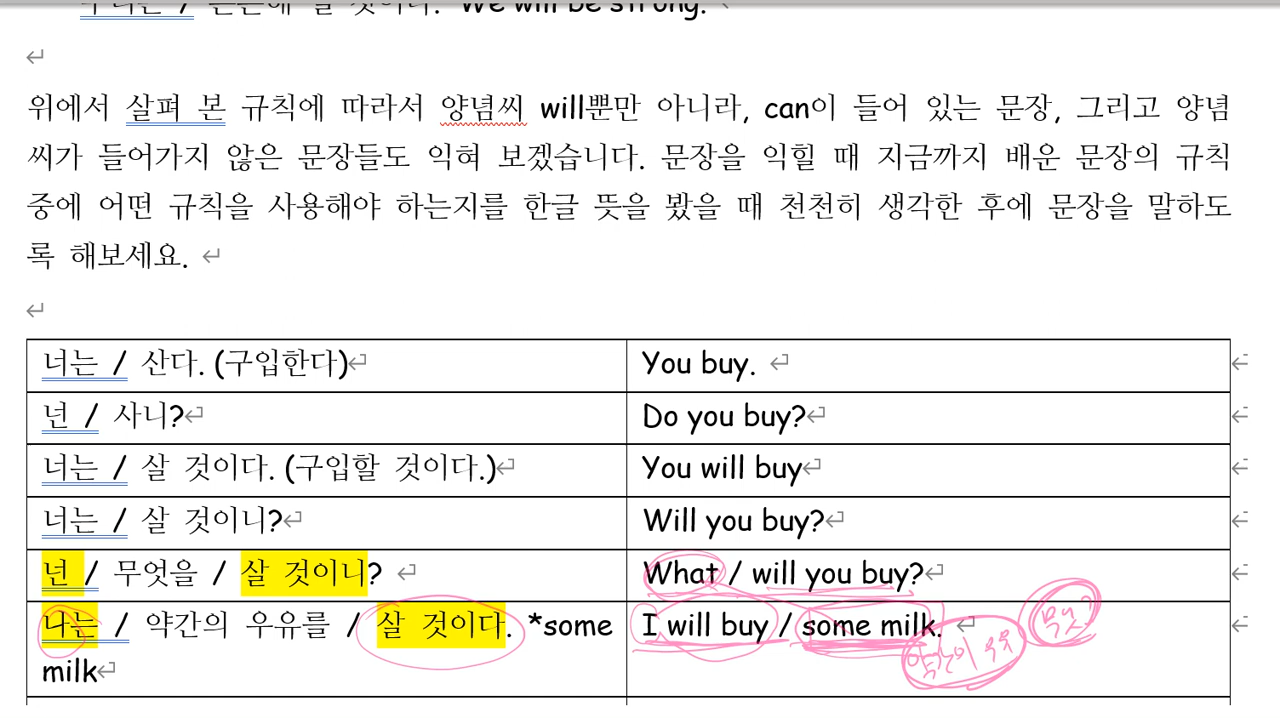 우리는 / 튼튼해 질 것이다. We will be strong.
위에서 살펴 본 규칙에 따라서 양념씨 will뿐만 아니라, can이 들어 있는 문장, 그리고 양념
씨가 들어가지 않은 문장들도 익혀 보겠습니다. 문장을 익힐 때 지금까지 배운 문장의 규칙
중에 어떤 규칙을 사용해야 하는지를 한글 뜻을 봤을 때 천천히 생각한 후에 문장을 말하도
록 해보세요.
너는 / 산다. (구입한다) You buy.
넌 / 사니? Do you buy?
너는 / 살 것이다. (구입할 것이다.) You will buy
너는 / 살 것이니? Will you buy?
넌 / 무엇을 / 살 것이니? What / will you buy?
나는 / 약간의 우유를 / 살 것이다. *some I will buy / some milk.
milk
무엇?
약간의 우유